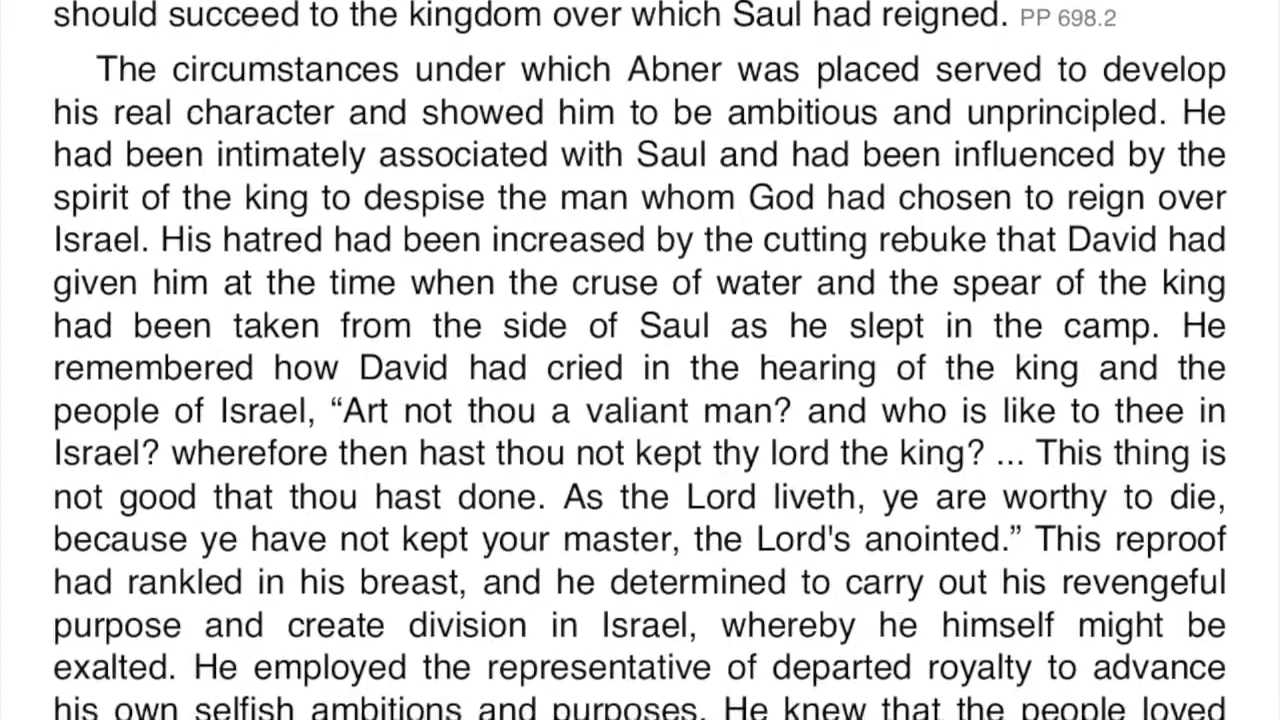 should succeed to the kingdom over which Saul had reigned. PP 698.2
The circumstances under which Abner was placed served to develop
his real character and showed him to be ambitious and unprincipled. He
had been intimately associated with Saul and had been influenced by the
spirit of the king to despise the man whom God had chosen to reign over
Israel. His hatred had been increased by the cutting rebuke that David had
given him at the time when the cruse of water and the spear of the king
had been taken from the side of Saul as he slept in the camp. He
remembered how David had cried in the hearing of the king and the
people of Israel, “Art not thou a valiant man? and who is like to thee in
Israel? wherefore then hast thou not kept thy lord the king? ... This thing is
not good that thou hast done. As the Lord liveth, ye are worthy to die,
because ye have not kept your master, the Lord's anointed.” This reproof
had rankled in his breast, and he determined to carry out his revengeful
purpose and create division in Israel, whereby he himself might be
exalted. He employed the representative of departed royalty to advance
his own selfish ambitions and purposes. He knew that the people loved